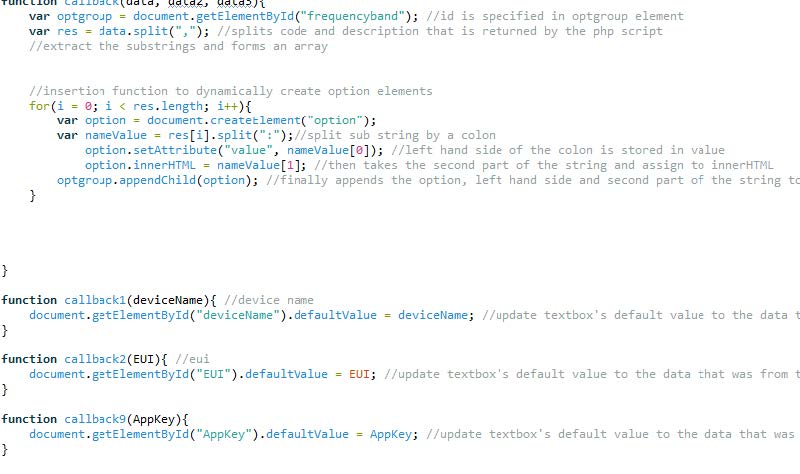 function callback(data, data2, data3){
var optgroup = document.getElementById("frequencyband"); //id is specified in optgroup element
var res = data.split(","); //splits code and description that is returned by the php script
//extract the substrings and forms an array
//insertion function to dynamically create option elements
for(i = 0; i < res.length; i++){
var option = document.createElement("option");
var nameValue = res[i].split(":");//split sub string by a colon
option.setAttribute("value", nameValue[0]); //left hand side of the colon is stored in value
option.innerHTML = nameValue[1]; //then takes the second part of the string and assign to innerHTML
optgroup.appendChild(option); //finally appends the option, left hand side and second part of the string to
}
}
function callback1(deviceName){ //device name
document.getElementById("deviceName").defaultValue = deviceName; //update textbox's default value to the data t
}
function callback2(EUI){ //eui
document.getElementById("EUI").defaultValue = EUI; //update textbox's default value to the data that was from t
}
function callback9(AppKey){
document.getElementById("AppKey").defaultValue = AppKey; //update textbox's default value to the data that was
}